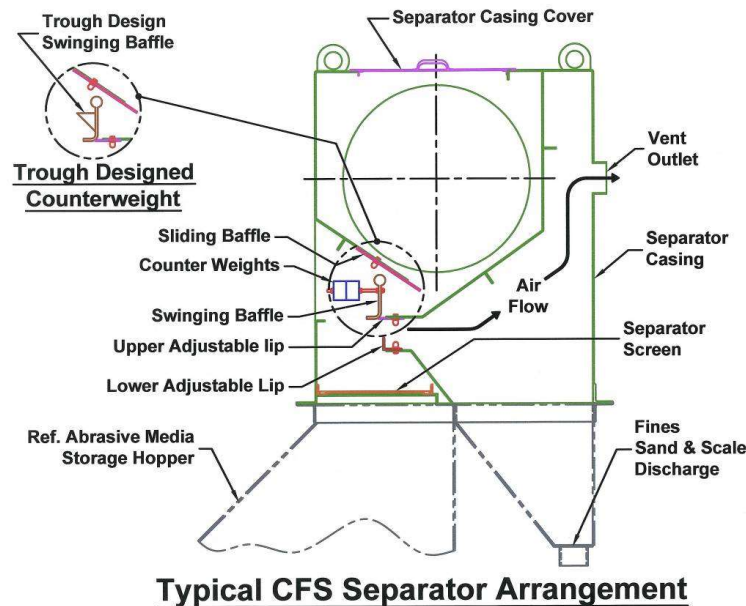 Trough Design
Swinging Baffle
Separator Casing Cover
Trough Designed
Counterweight
Vent
Outlet
Sliding Baffle
Counter Weights
Separator
Casing
Air
Flow
Swinging Baffle
Separator
Screen
Upper Adjustable lip
Lower Adjustable Lip
Ref. Abrasive Media
Storage Hopper
Fines
Sand & Scale
Discharge
Typical CFS Separator Arrangement